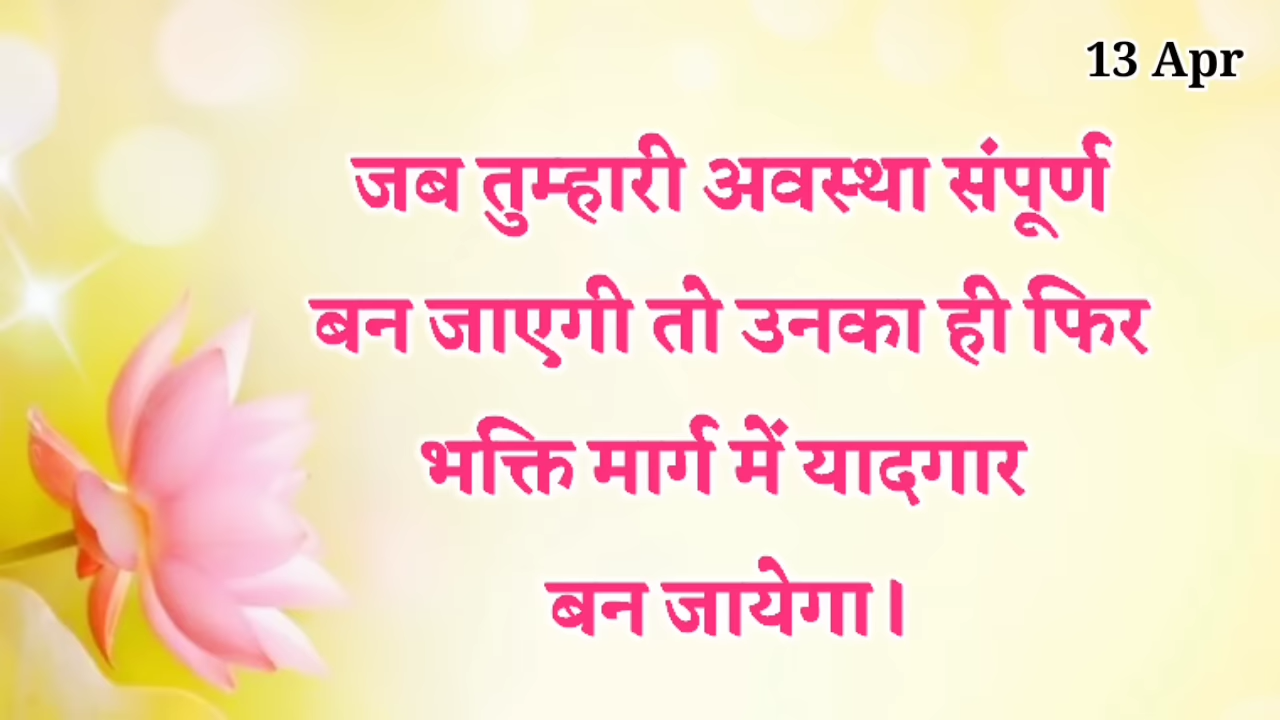 13 Apr
जब तुम्हारी अवस्था संपूर्ण
बन जाएगी तो उनका ही फिर
भक्ति मार्ग में यादगार
बन जायेगा।